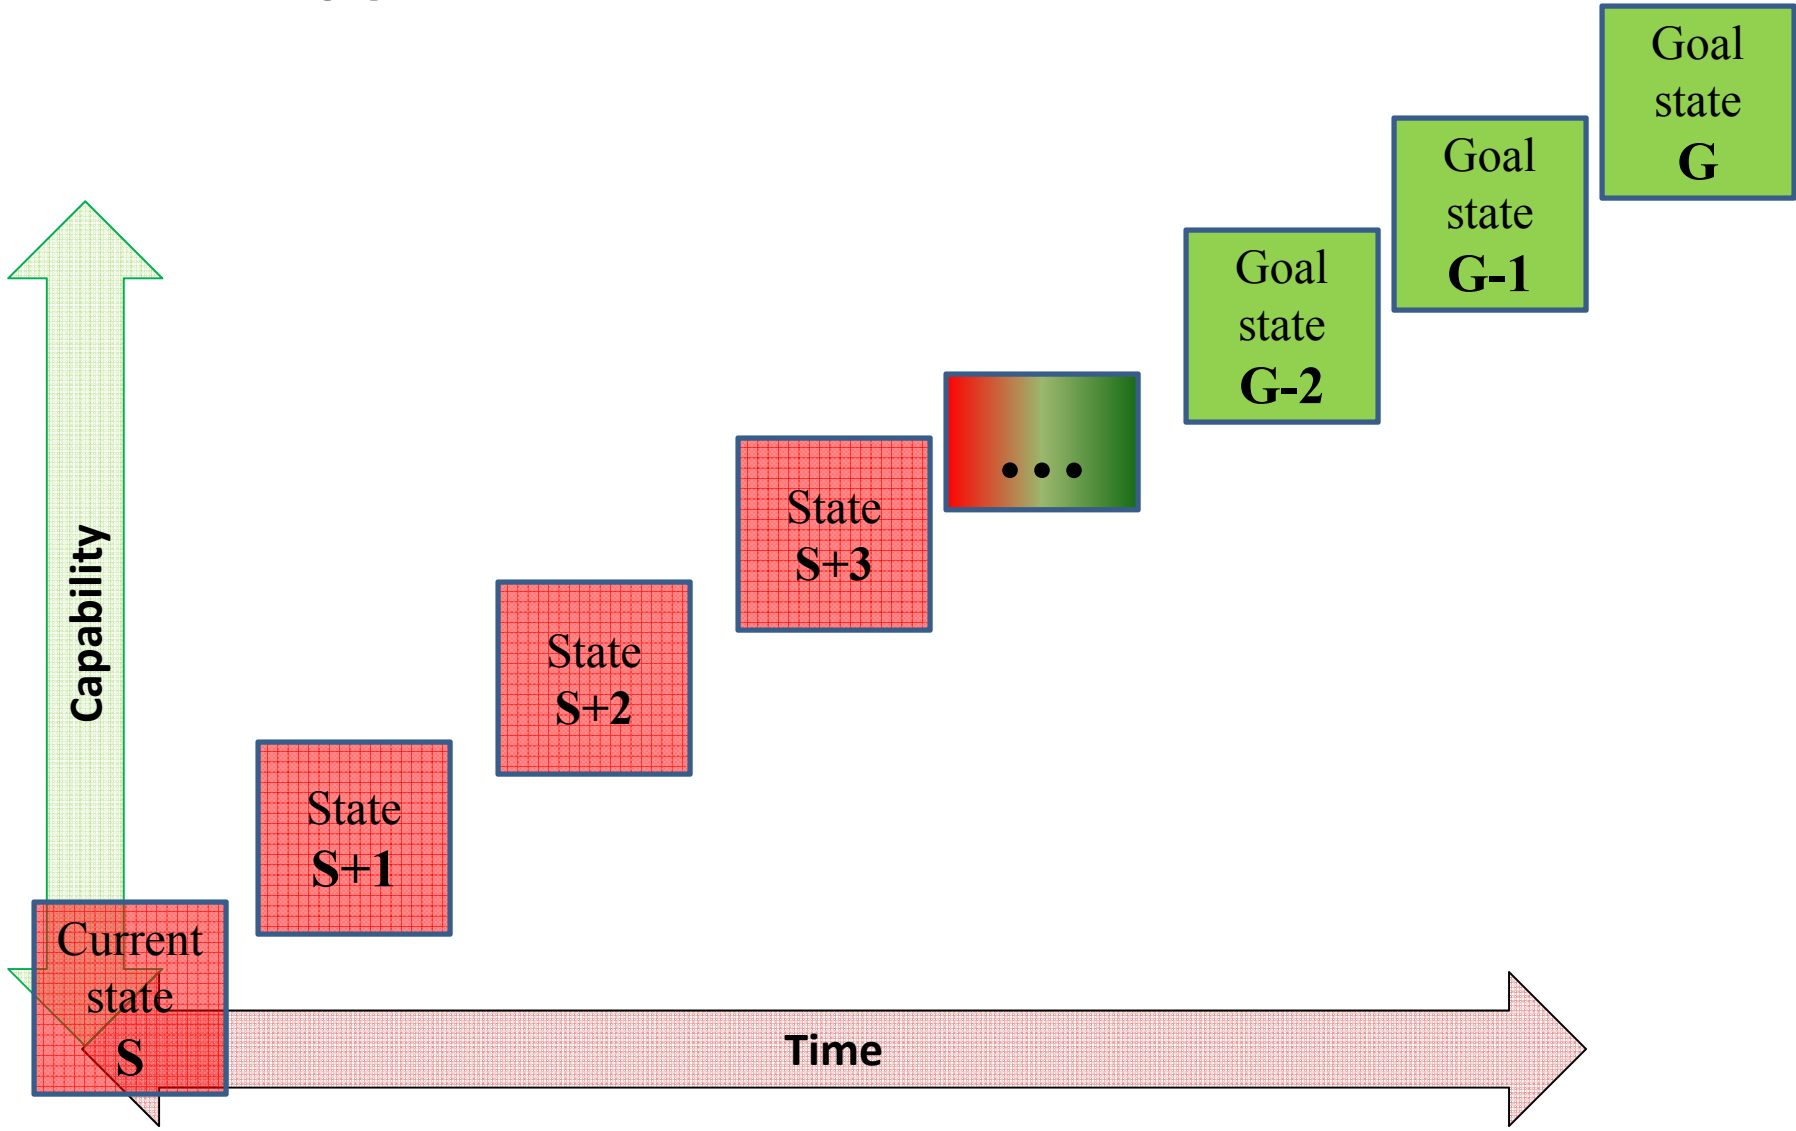 Goal
state
G
Goal
state
G-1
Goal
state
G-2
• • •
State
S+3
State
S+2
State
S+1
Current
state
S
Capability
Time